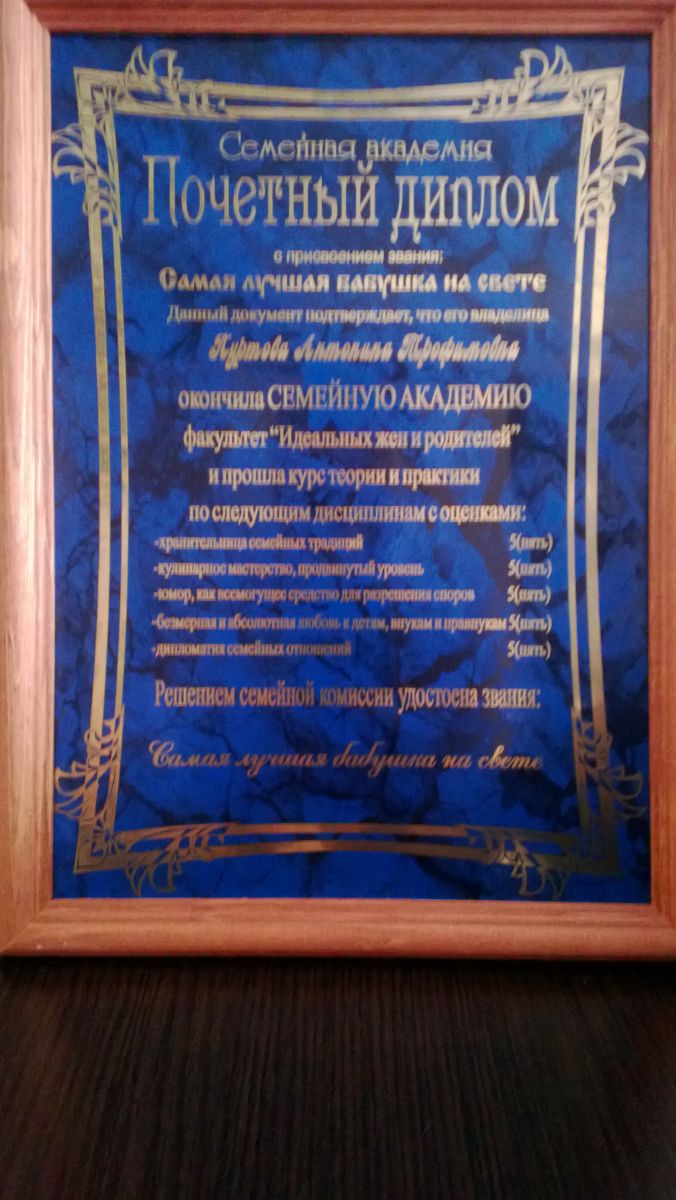 Семейная академия
Почетный диплом
с присвоением звания:
Самая лучшая бабушка на свете
Данный документ подтверждает, что его владелица
Куртова Антонина Трофимовна
окончила СЕМЕЙНУЮ АКАДЕМИЮ
факультет "Идеальных жен и родителей"
и прошла курс теории и практики
по следующим дисциплинам с оценками:
-хранительница семейных традиций 5(пять)
-кулинарное мастерство, продвинутый уровень 5(пять)
-юмор, как всемогущее средство для разрешения споров 5(пять)
-безмерная и абсолютная любовь к детям, внукам и правнукам 5(пять)
-дипломатия семейных отношений 5(пять)
Решением семейной комиссии удостоена звания:
Самая лучшая бабушка на свете